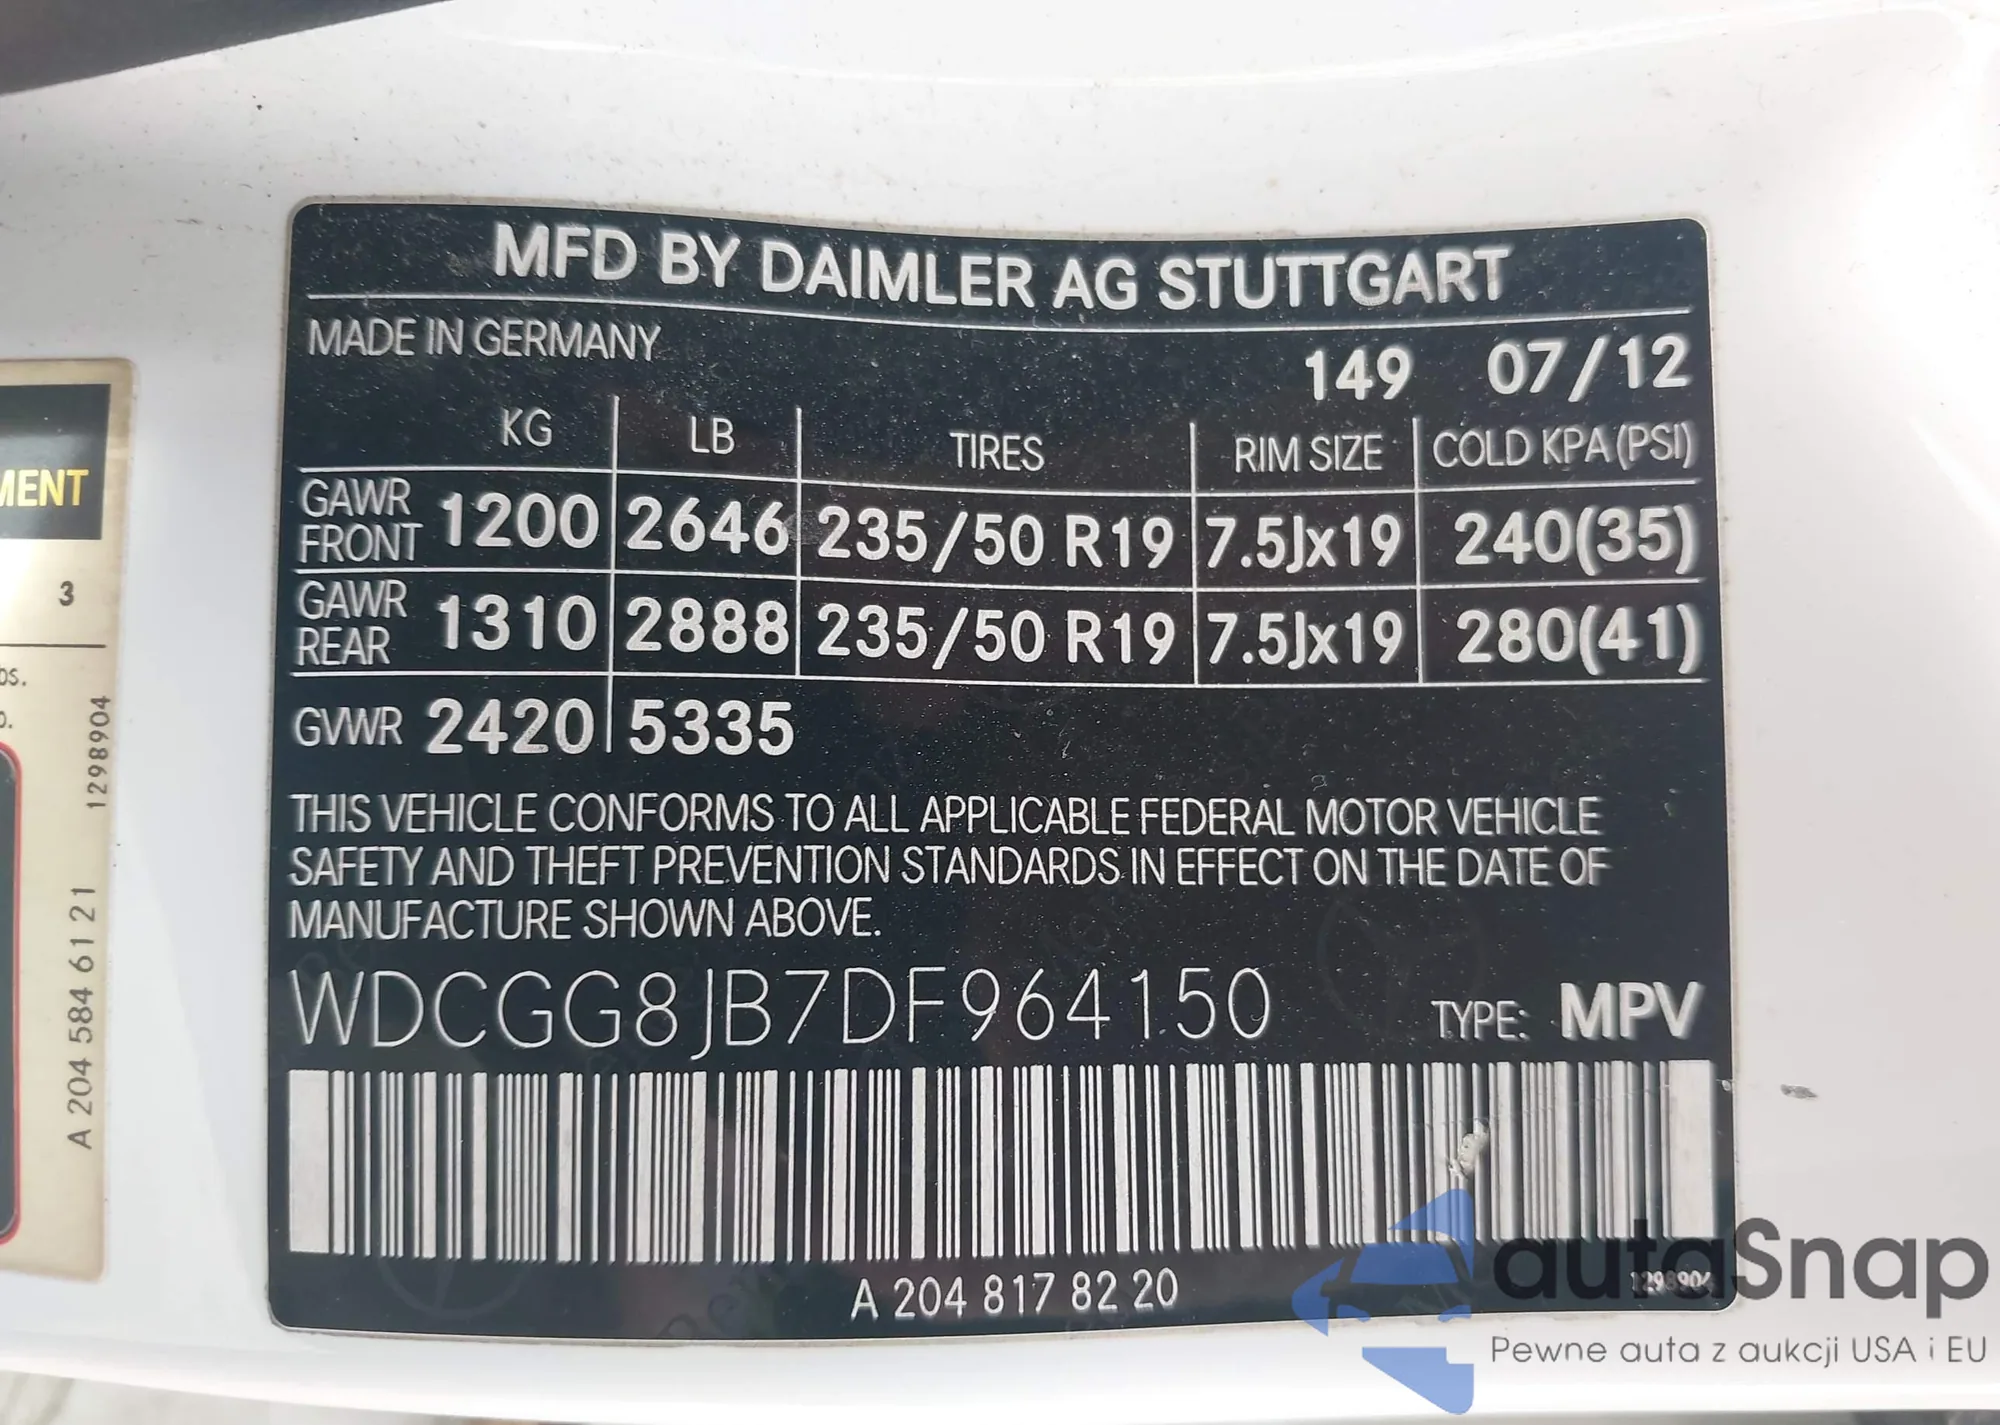 MFD BY DAIMLER AG STUTTGART
MADE IN GERMANY
149 07/12
KG LB TIRES RIM SIZE COLD KPA (PSI)
GAWR FRONT 1200 2646 235/50 R19 7.5Jx19 240(35)
GAWR REAR 1310 2888 235/50 R19 7.5Jx19 280(41)
GVWR 2420 5335
THIS VEHICLE CONFORMS TO ALL APPLICABLE FEDERAL MOTOR VEHICLE
SAFETY AND THEFT PREVENTION STANDARDS IN EFFECT ON THE DATE OF
MANUFACTURE SHOWN ABOVE.
WDCGG8JB7DF964150 TYPE: MPV
A 204 817 82 20
1298904
3
A 204 584 61 21 1298904
autaSnap
Pewne auta z aukcji USA i EU